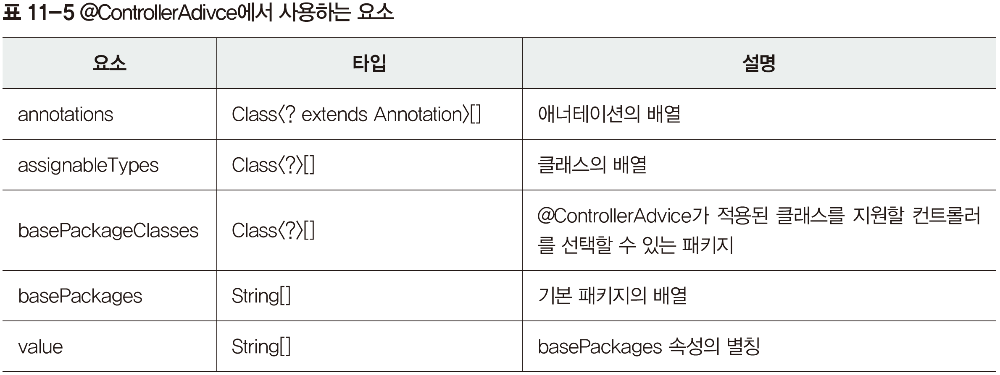 표 11-5 @ControllerAdivce에서 사용하는 요소
요소 타입 설명
annotations Class〈? extends Annotation〉[] 애너테이션의 배열
assignableTypes Class〈?〉[] 클래스의 배열
basePackageClasses Class〈?〉[] @ControllerAdvice가 적용된 클래스를 지원할 컨트롤러
를 선택할 수 있는 패키지
basePackages String[] 기본 패키지의 배열
value String[] basePackages 속성의 별칭